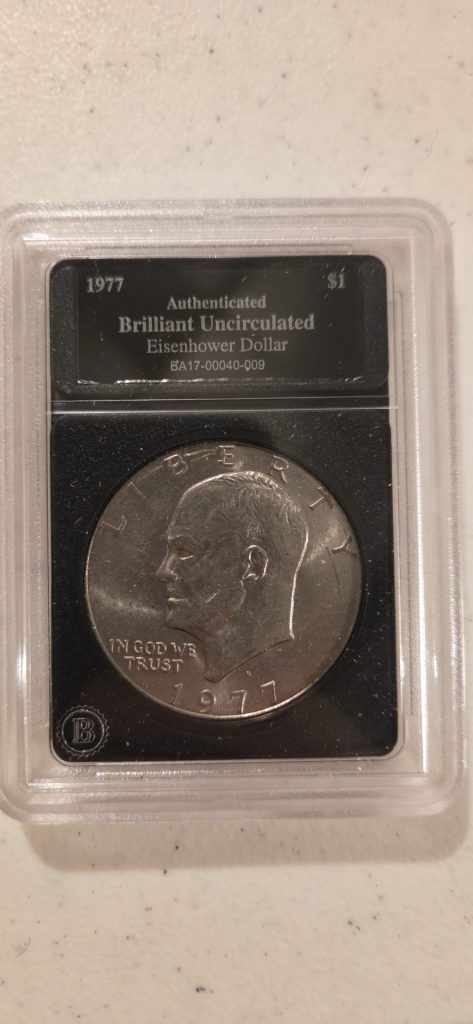 1977 $1
Authenticated
Brilliant Uncirculated
Eisenhower Dollar
BA17-00040-009
LIBERTY
IN GOD WE
TRUST
1977
B